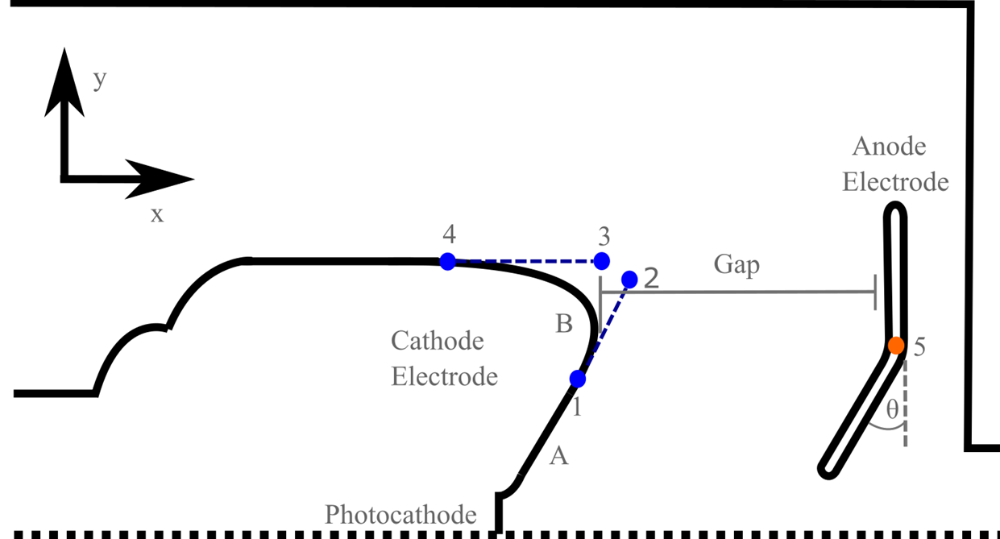 y
x
Anode
Electrode
4
3
2
Gap
B
Cathode
Electrode
5
1
θ
A
Photocathode